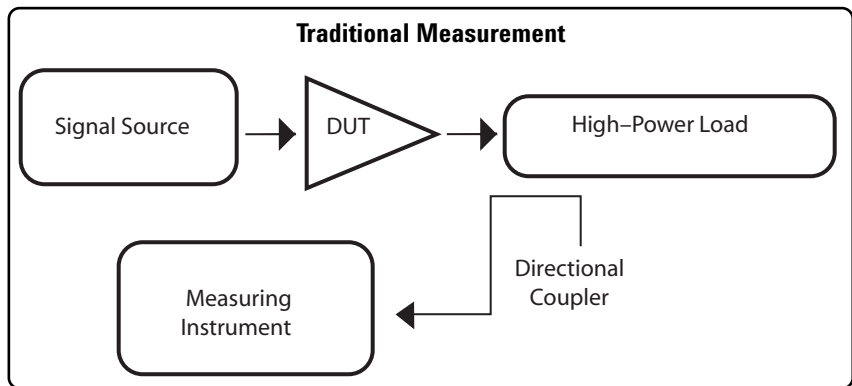 Traditional Measurement
Signal Source
DUT
High–Power Load
Directional
Coupler
Measuring
Instrument